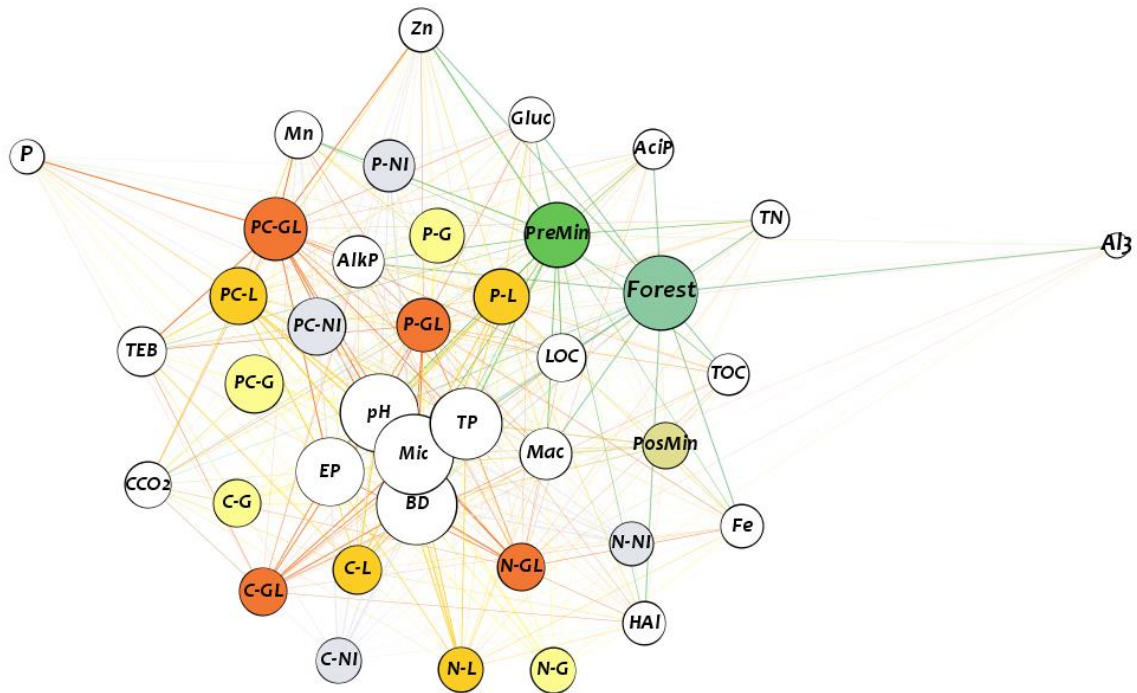 Zn
Gluc
Mn
AciP
P
P-NI
TN
PC-GL
P-G
PreMin
Al3
AlkP
Forest
PC-L
P-L
PC-NI
P-GL
TEB
LOC
TOC
PC-G
pH
TP
Mic
Mac
PosMin
EP
CCO2
C-G
BD
Fe
N-NI
C-L
N-GL
C-GL
HAl
C-NI
N-L
N-G